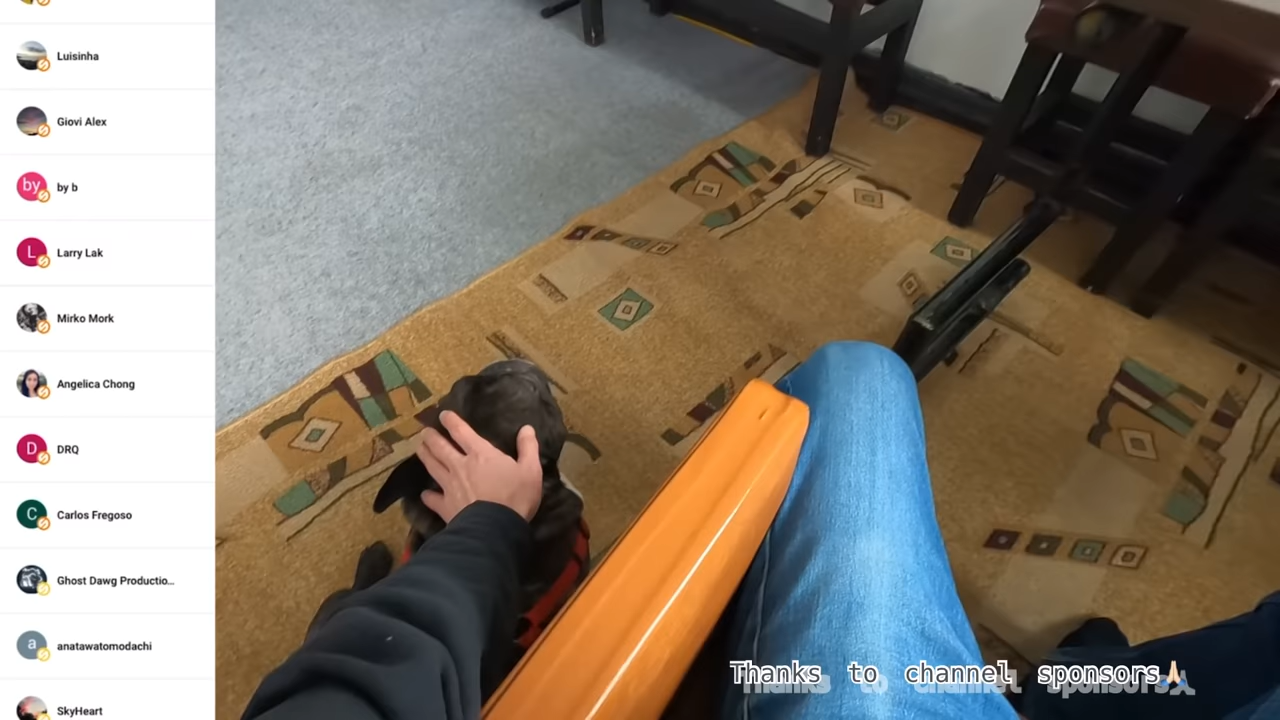 Luisinha
Giovi Alex
by
by b
L
Larry Lak
Mirko Mork
Angelica Chong
D
DRQ
C
Carlos Fregoso
Ghost Dawg Productio…
a
anatawatomodachi
SkyHeart
Thanks to channel sponsors🙏🏻